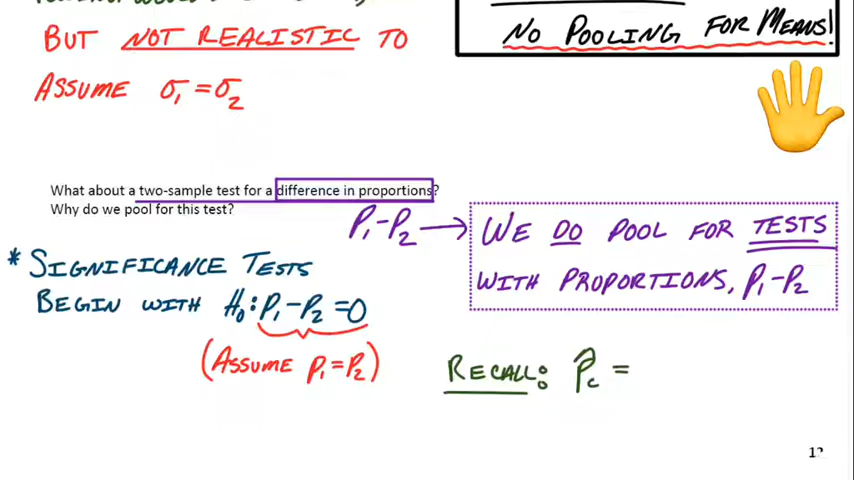 BUT NOT REALISTIC TO
ASSUME σ₁ = σ₂
NO POOLING FOR MEANS!
What about a two-sample test for a difference in proportions?
Why do we pool for this test?
P₁-P₂ → WE DO POOL FOR TESTS
WITH PROPORTIONS, P₁-P₂
* SIGNIFICANCE TESTS
BEGIN WITH H₀: P₁-P₂ = 0
(ASSUME P₁ = P₂)
RECALL: P̂c =